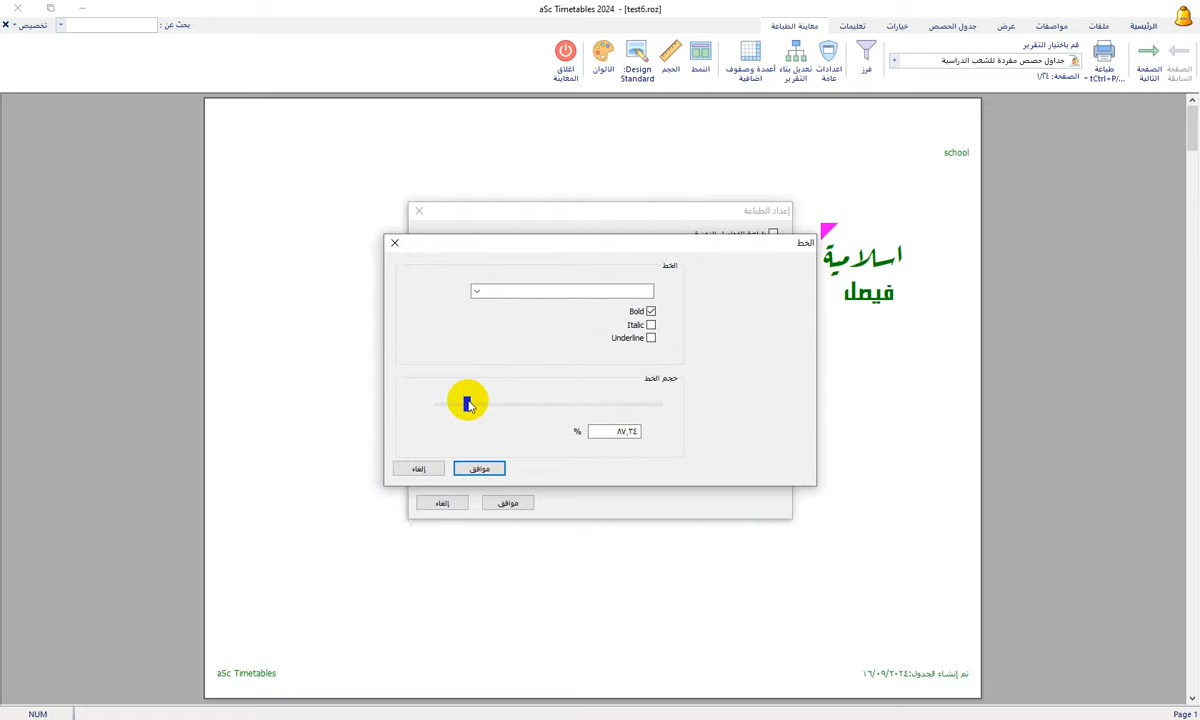 aSc Timetables 2024 - [test6.roz]
الرئيسية
ملفات
مواصفات
عرض
جدول الحصص
خيارات
تعليمات
معاينة الطباعة
بحث عن :
تخصيص
الصفحة السابقة
الصفحة التالية
طباعة
tCtrl+P/...
قم باختيار التقرير
جداول حصص مفردة للشعب الدراسية
الصفحة: ١/٢٤
فرز
اعدادات عامة
تعديل بناء التقرير
أعمدة وصفوف اضافية
النمط
الحجم
Design: Standard
الالوان
اغلاق المعاينة
school
إعداد الطباعة
الخط
الخط
Bold
Italic
Underline
حجم الخط
% ٨٧,٣٤
موافق
إلغاء
موافق
إلغاء
اسلامية
فيصل
تم إنشاء الجدول:١٦/٠٩/٢٠٢٤
aSc Timetables
NUM
Page 1